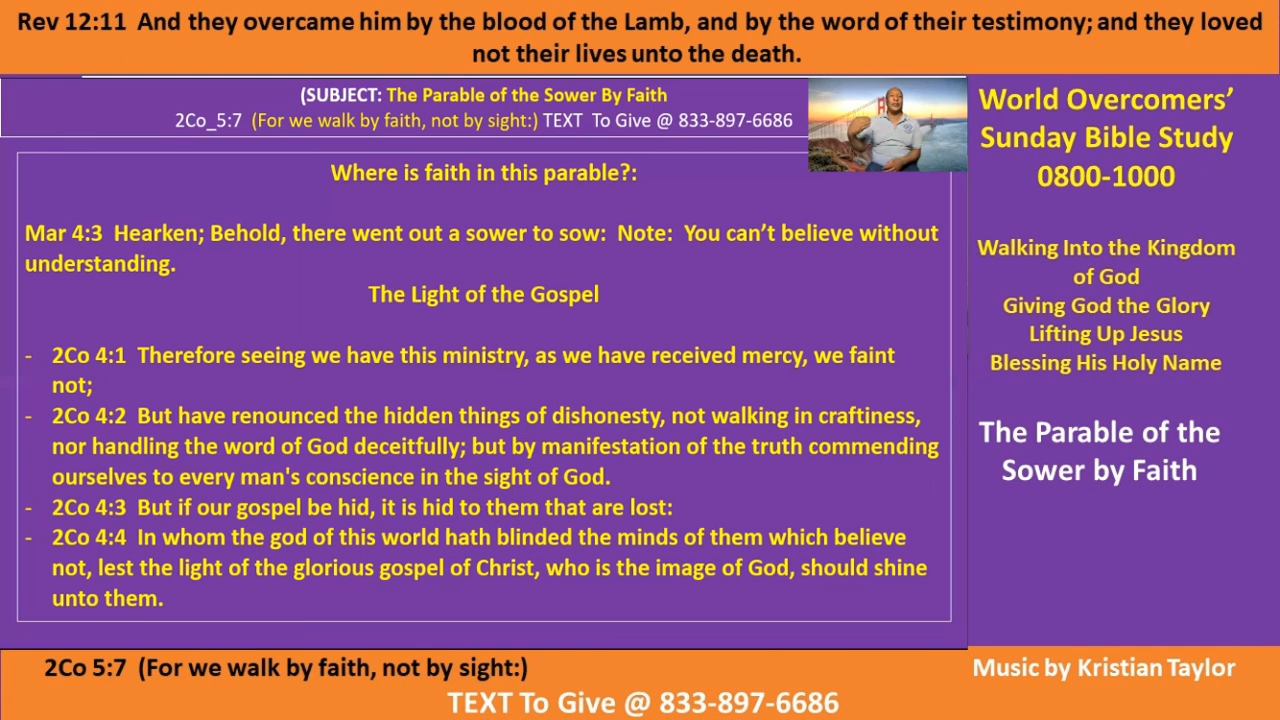 Rev 12:11 And they overcame him by the blood of the Lamb, and by the word of their testimony; and they loved
not their lives unto the death.
(SUBJECT: The Parable of the Sower By Faith
2Co_5:7 (For we walk by faith, not by sight:) TEXT To Give @ 833-897-6686
Where is faith in this parable?:
Mar 4:3 Hearken; Behold, there went out a sower to sow: Note: You can't believe without
understanding.
The Light of the Gospel
- 2Co 4:1 Therefore seeing we have this ministry, as we have received mercy, we faint
not;
- 2Co 4:2 But have renounced the hidden things of dishonesty, not walking in craftiness,
nor handling the word of God deceitfully; but by manifestation of the truth commending
ourselves to every man's conscience in the sight of God.
- 2Co 4:3 But if our gospel be hid, it is hid to them that are lost:
- 2Co 4:4 In whom the god of this world hath blinded the minds of them which believe
not, lest the light of the glorious gospel of Christ, who is the image of God, should shine
unto them.
World Overcomers’
Sunday Bible Study
0800-1000
Walking Into the Kingdom
of God
Giving God the Glory
Lifting Up Jesus
Blessing His Holy Name
The Parable of the
Sower by Faith
2Co 5:7 (For we walk by faith, not by sight:)
Music by Kristian Taylor
TEXT To Give @ 833-897-6686